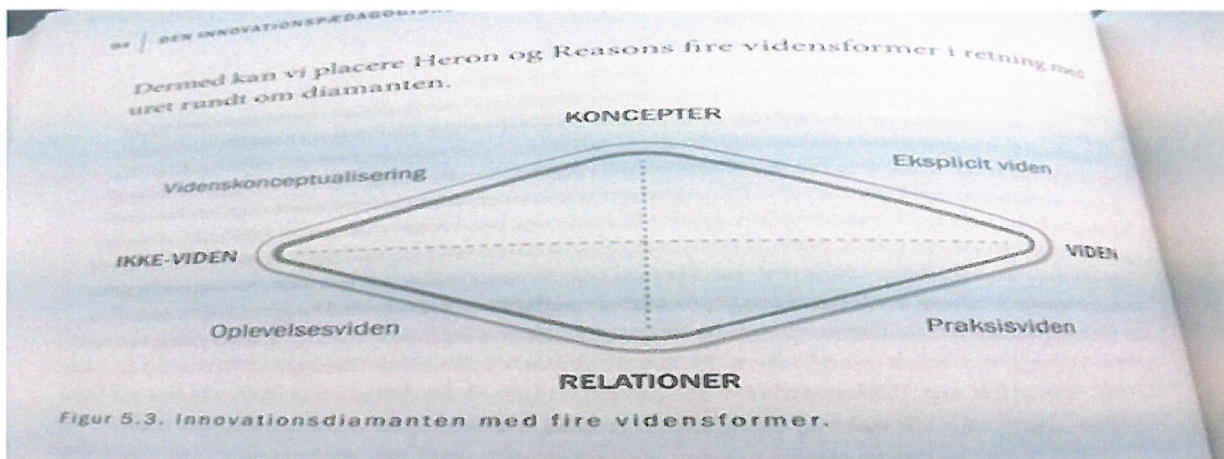 DEN INNOVATIONSPÆDAGOGISKE
Dermed kan vi placere Heron og Reasons fire vidensformer i retning med
uret rundt om diamanten.
KONCEPTER
Videnskonceptualisering
Eksplicit viden
IKKE-VIDEN
VIDEN
Oplevelsesviden
Praksisviden
RELATIONER
Figur 5.3. Innovationsdiamanten med fire vidensformer.